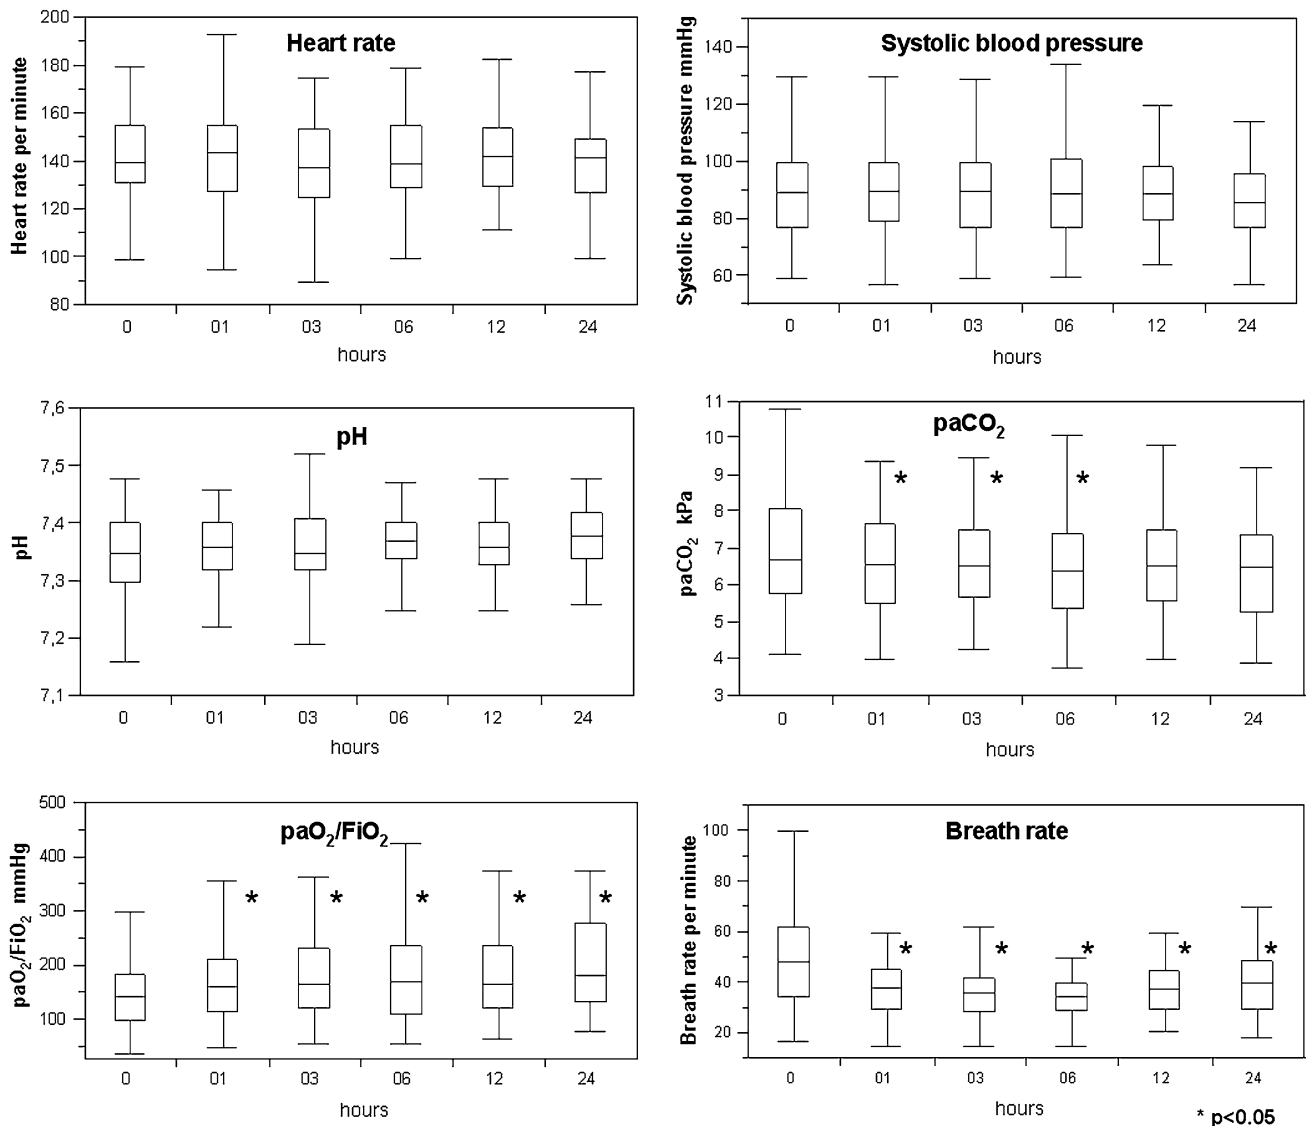 Heart rate
Heart rate per minute
200
180
160
140
120
100
80
0 01 03 06 12 24
hours
Systolic blood pressure
Systolic blood pressure mmHg
140
120
100
80
60
0 01 03 06 12 24
hours
pH
pH
7,6
7,5
7,4
7,3
7,2
7,1
0 01 03 06 12 24
hours
paCO2
paCO2 kPa
11
10
9
8
7
6
5
4
3
* * *
0 01 03 06 12 24
hours
paO2/FiO2
paO2/FiO2 mmHg
500
400
300
200
100
* * * * *
0 01 03 06 12 24
hours
Breath rate
Breath rate per minute
100
80
60
40
20
* * * * *
0 01 03 06 12 24
hours
* p<0.05